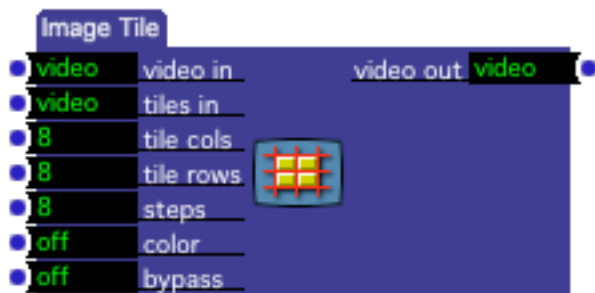 Image Tile
video video in video out video
video tiles in
8 tile cols
8 tile rows
8 steps
off color
off bypass